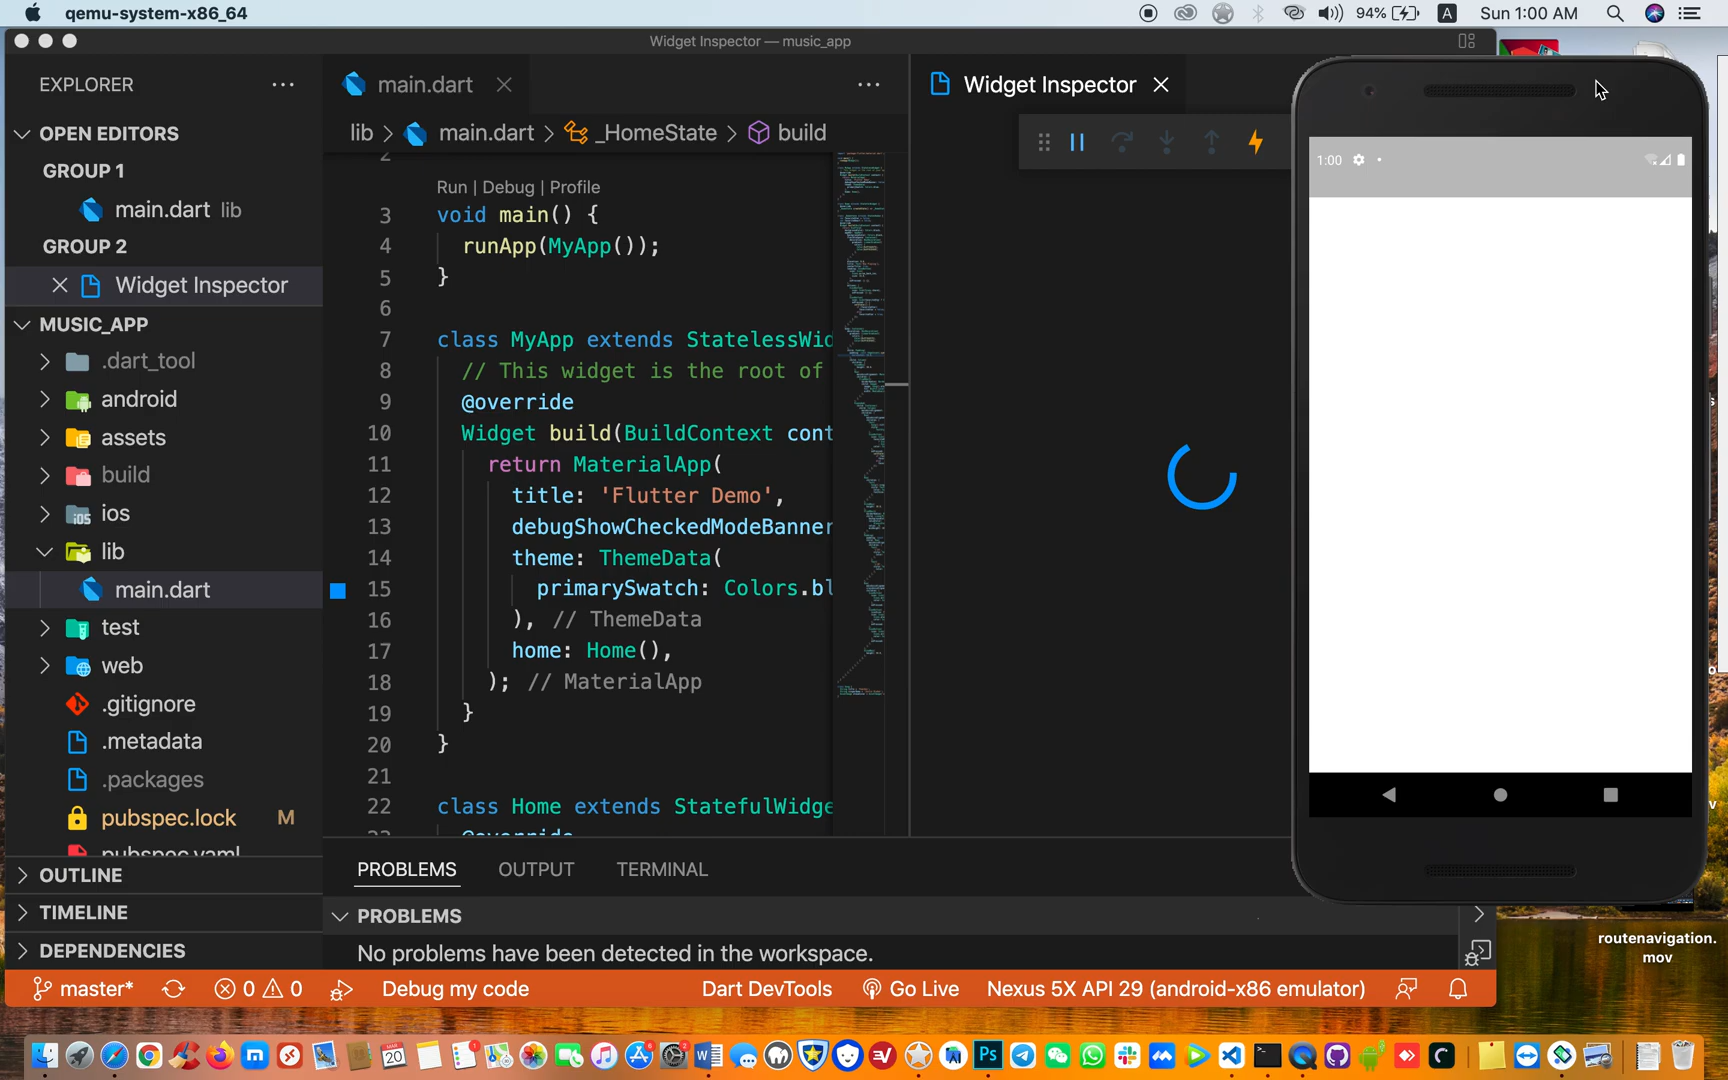 qemu-system-x86_64
94%
A
Sun 1:00 AM
Widget Inspector — music_app
EXPLORER
main.dart
Widget Inspector
lib > main.dart > _HomeState > build
OPEN EDITORS
GROUP 1
main.dart lib
GROUP 2
Widget Inspector
MUSIC_APP
.dart_tool
android
assets
build
ios
lib
main.dart
test
web
.gitignore
.metadata
.packages
pubspec.lock M
pubspec.yaml
OUTLINE
TIMELINE
DEPENDENCIES
2
Run | Debug | Profile
3 void main() {
4 runApp(MyApp());
5 }
6
7 class MyApp extends StatelessWid
8 // This widget is the root of
9 @override
10 Widget build(BuildContext cont
11 return MaterialApp(
12 title: 'Flutter Demo',
13 debugShowCheckedModeBanner
14 theme: ThemeData(
15 primarySwatch: Colors.bl
16 ), // ThemeData
17 home: Home(),
18 ); // MaterialApp
19 }
20 }
21
22 class Home extends StatefulWidge
23 @override
1:00
PROBLEMS
OUTPUT
TERMINAL
PROBLEMS
No problems have been detected in the workspace.
routenavigation.
mov
master*
0
0
Debug my code
Dart DevTools
Go Live
Nexus 5X API 29 (android-x86 emulator)
20
Ps